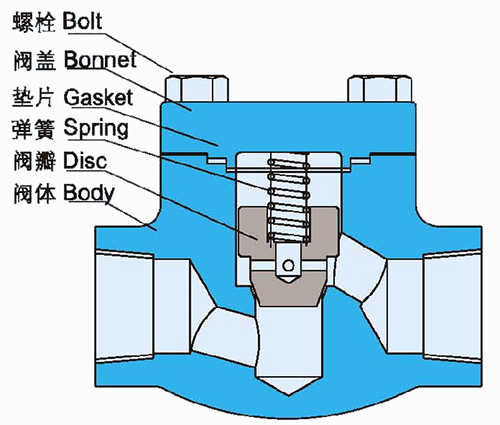 螺栓 Bolt
阀盖 Bonnet
垫片 Gasket
弹簧 Spring
阀瓣 Disc
阀体 Body